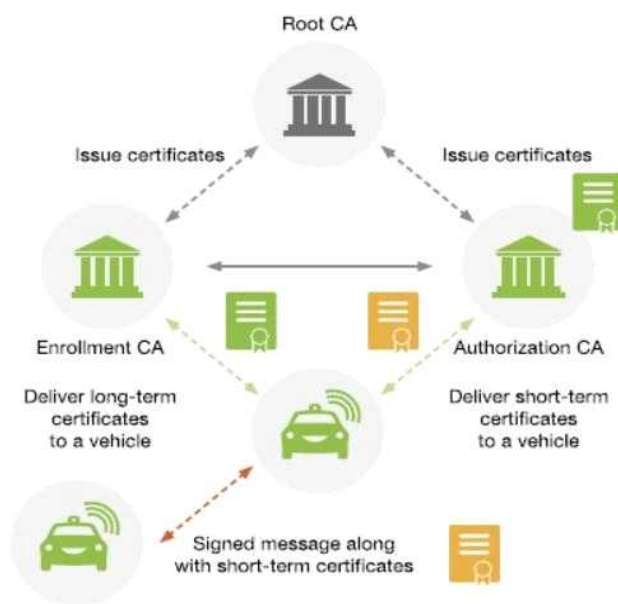 Root CA
Issue certificates
Issue certificates
Enrollment CA
Authorization CA
Deliver long-term
certificates
to a vehicle
Deliver short-term
certificates
to a vehicle
Signed message along
with short-term certificates